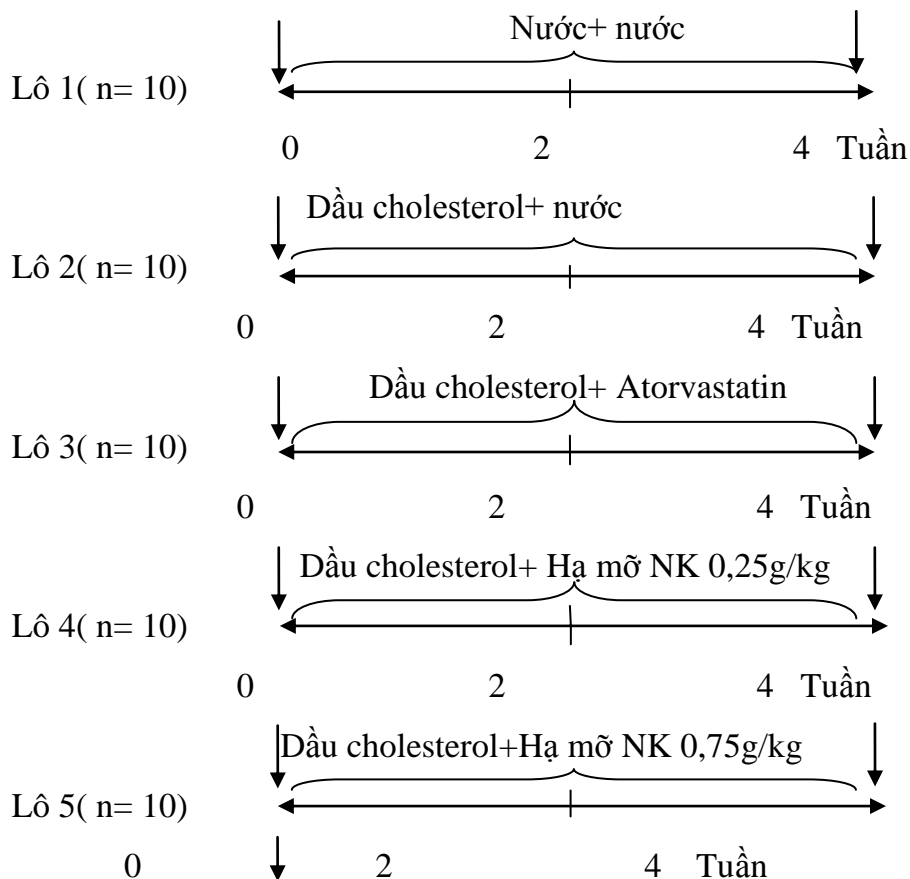 Nước+ nước
Lô 1( n= 10)
0 2 4 Tuần
Dầu cholesterol+ nước
Lô 2( n= 10)
0 2 4 Tuần
Dầu cholesterol+ Atorvastatin
Lô 3( n= 10)
0 2 4 Tuần
Dầu cholesterol+ Hạ mỡ NK 0,25g/kg
Lô 4( n= 10)
0 2 4 Tuần
Dầu cholesterol+Hạ mỡ NK 0,75g/kg
Lô 5( n= 10)
0 2 4 Tuần